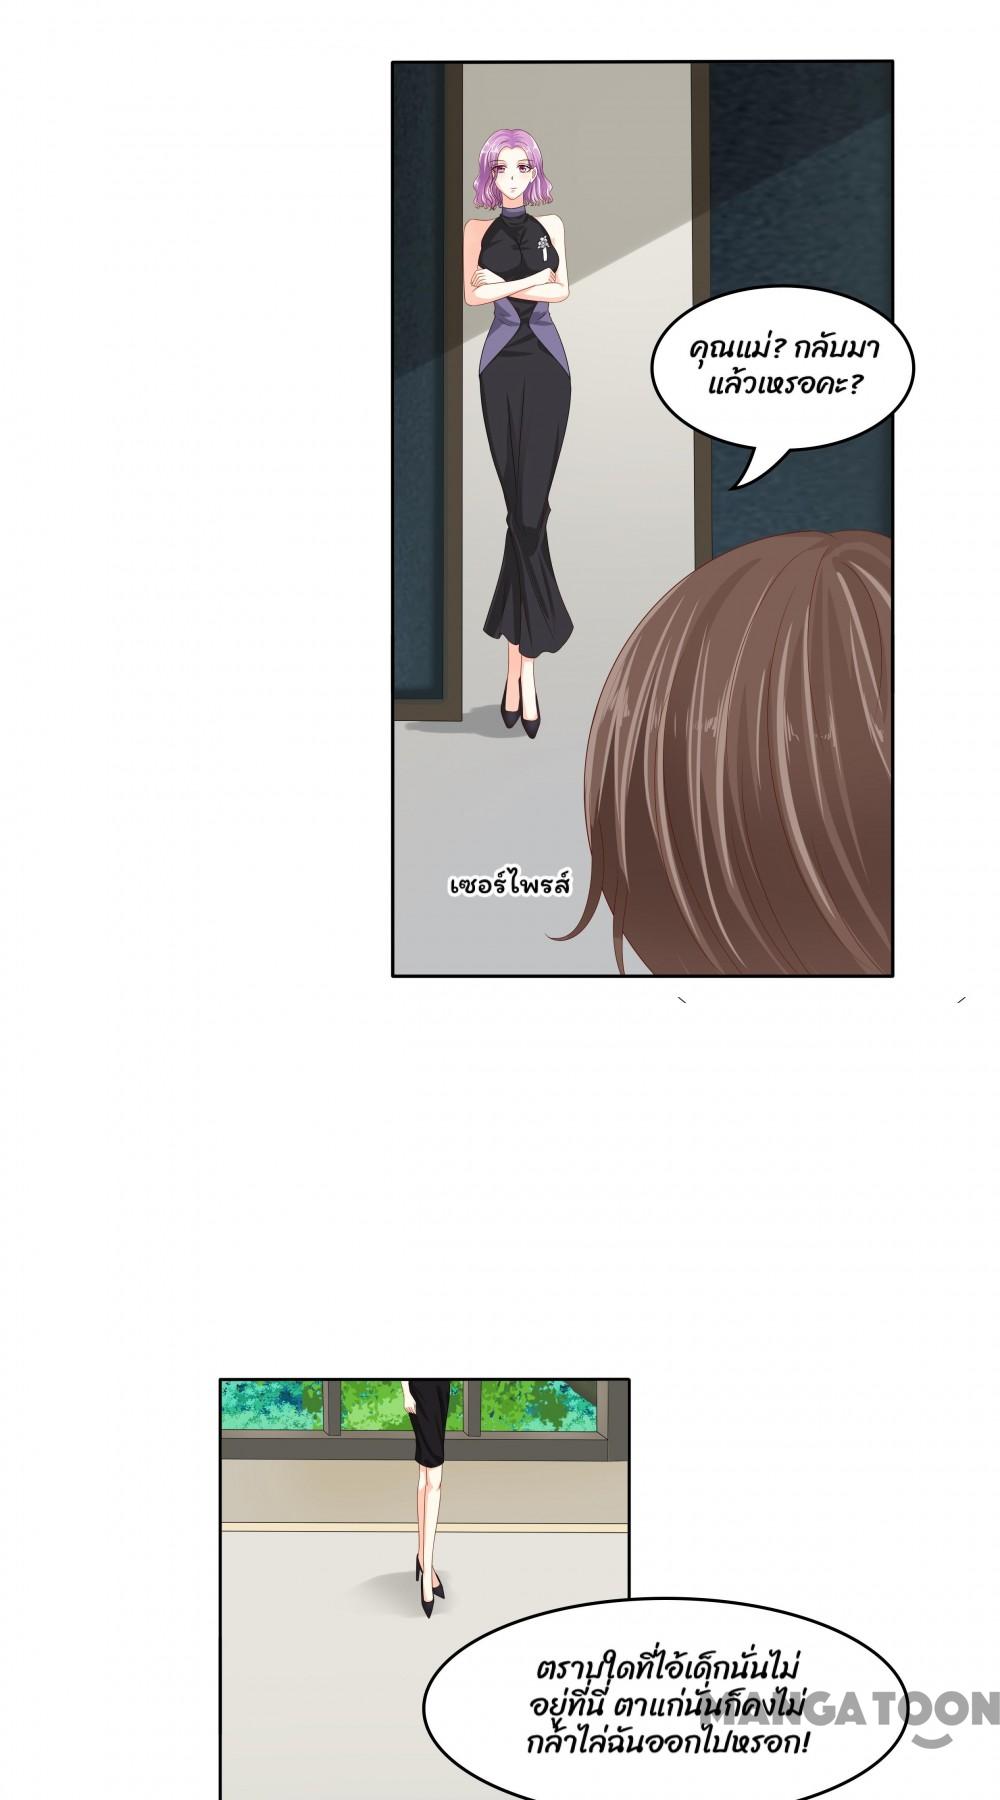 คุณแม่? กลับมา
แล้วเหรอคะ?
เซอร์ไพรส์
ตราบใดที่ไอ้เด็กนั่นไม่
อยู่ที่นี่ ตาแก่นั่นก็คงไม่
กล้าไล่ฉันออกไปหรอก!
MANGATOON